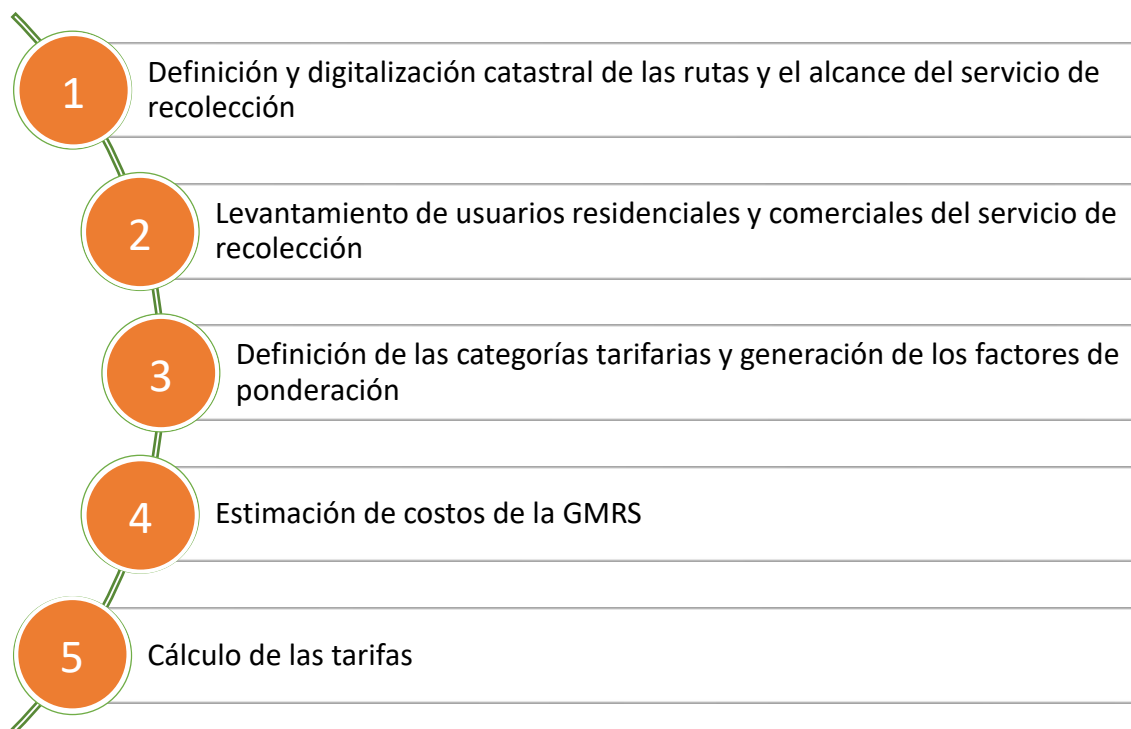 1
Definición y digitalización catastral de las rutas y el alcance del servicio de
recolección
2
Levantamiento de usuarios residenciales y comerciales del servicio de
recolección
3
Definición de las categorías tarifarias y generación de los factores de
ponderación
4
Estimación de costos de la GMRS
5
Cálculo de las tarifas